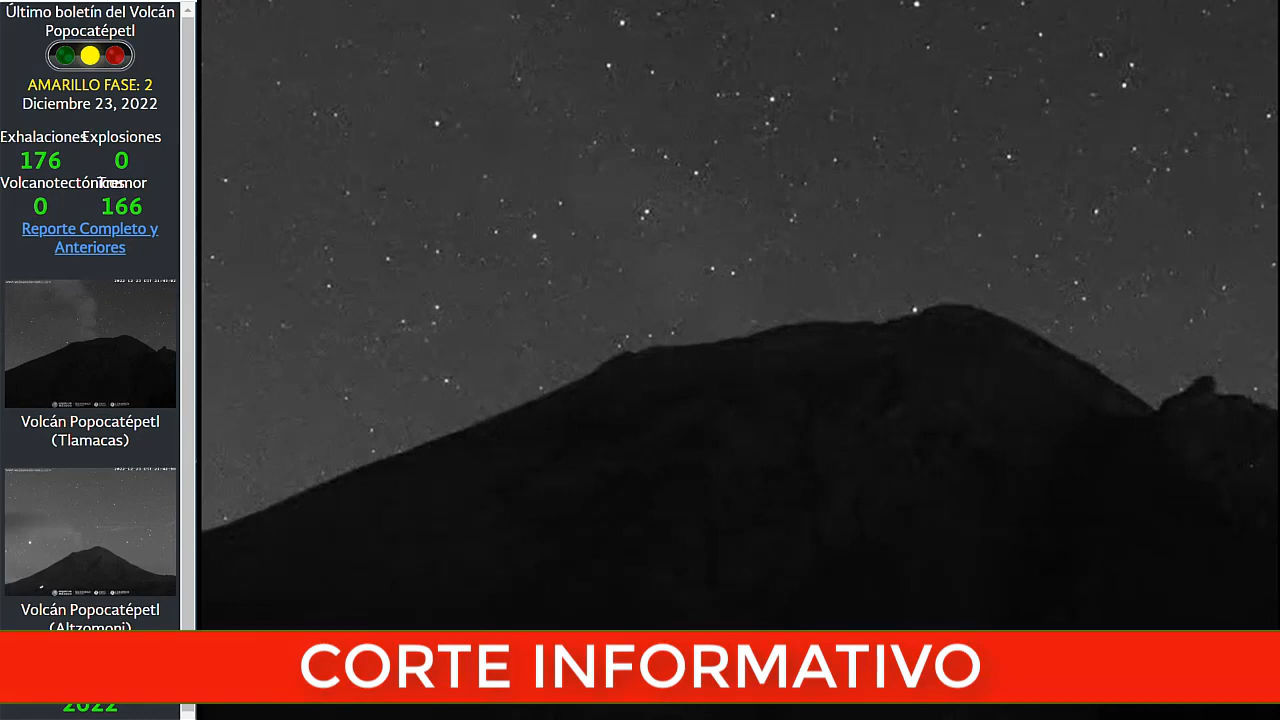 Último boletín del Volcán
Popocatépetl
AMARILLO FASE: 2
Diciembre 23, 2022
Exhalaciones Explosiones
176 0
Volcanotectónicos Tremor
0 166
Reporte Completo y
Anteriores
Volcán Popocatépetl
(Tlamacas)
Volcán Popocatépetl
(Altzomoni)
CORTE INFORMATIVO
2022